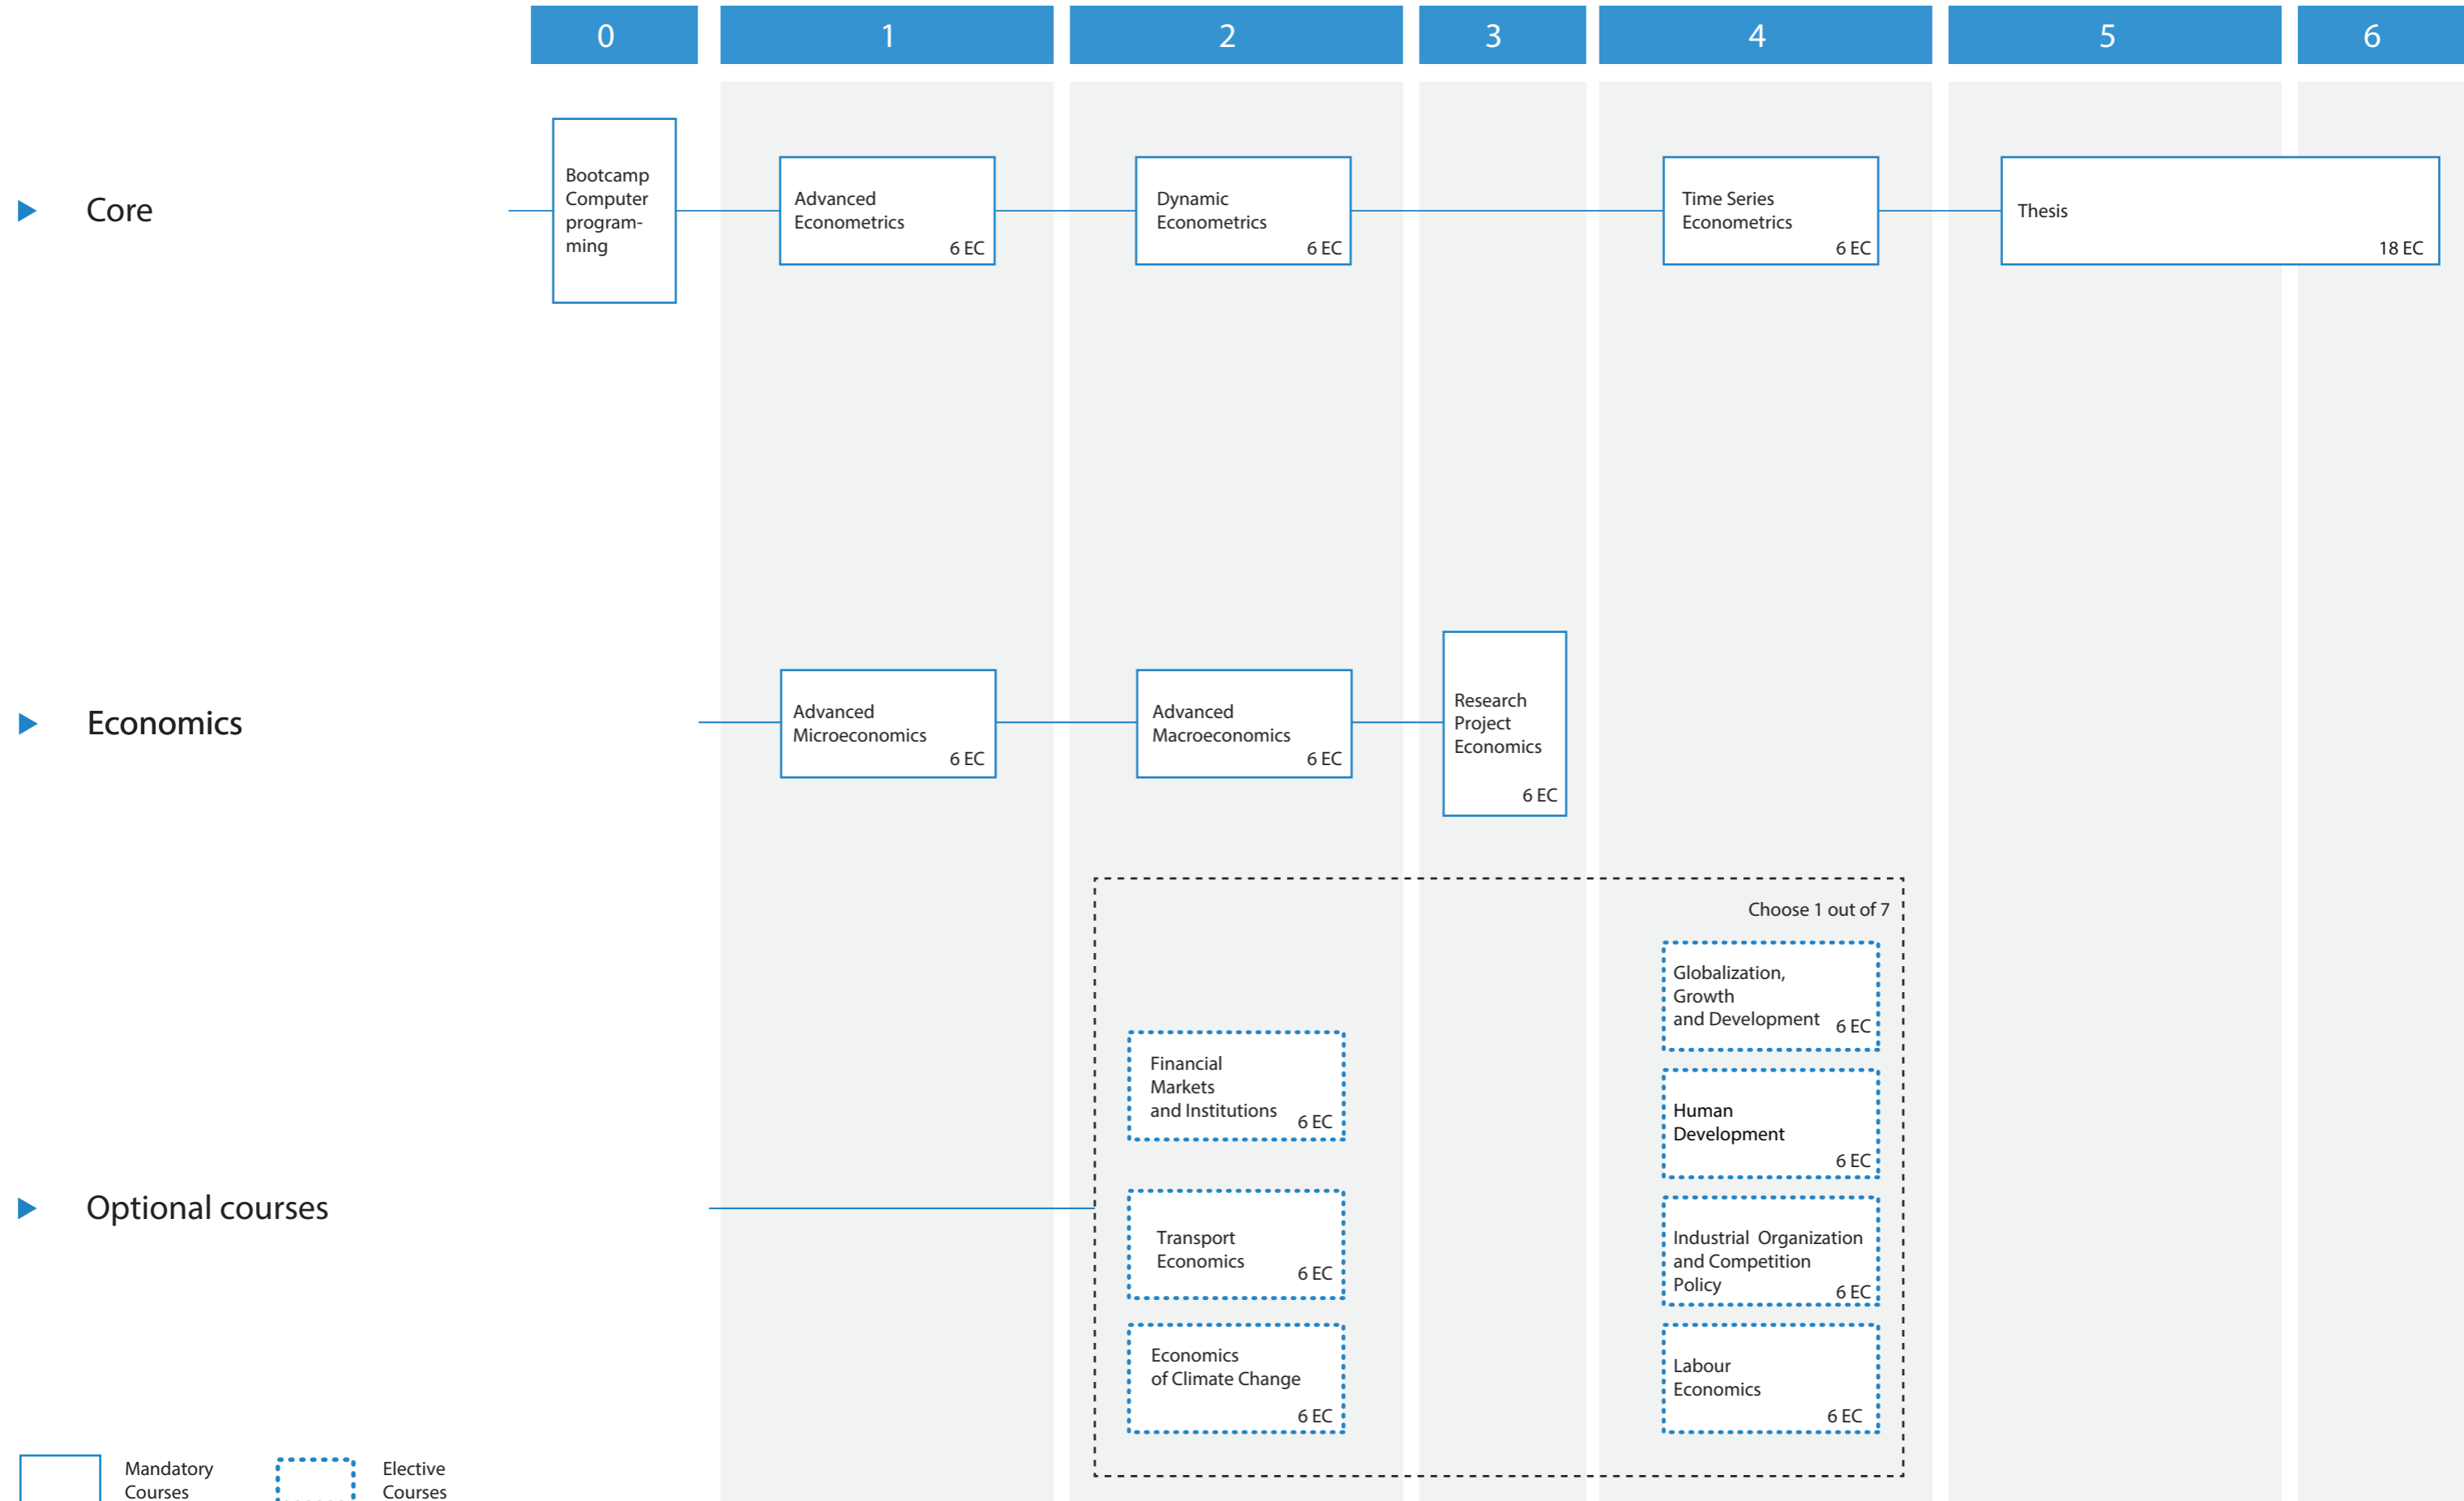 0
1
2
3
4
5
6
Core
Bootcamp
Computer
program-
ming
Advanced
Econometrics
6 EC
Dynamic
Econometrics
6 EC
Time Series
Econometrics
6 EC
Thesis
18 EC
Economics
Advanced
Microeconomics
6 EC
Advanced
Macroeconomics
6 EC
Research
Project
Economics
6 EC
Optional courses
Choose 1 out of 7
Financial
Markets
and Institutions
6 EC
Transport
Economics
6 EC
Economics
of Climate Change
6 EC
Globalization,
Growth
and Development
6 EC
Human
Development
6 EC
Industrial Organization
and Competition
Policy
6 EC
Labour
Economics
6 EC
Mandatory
Courses
Elective
Courses